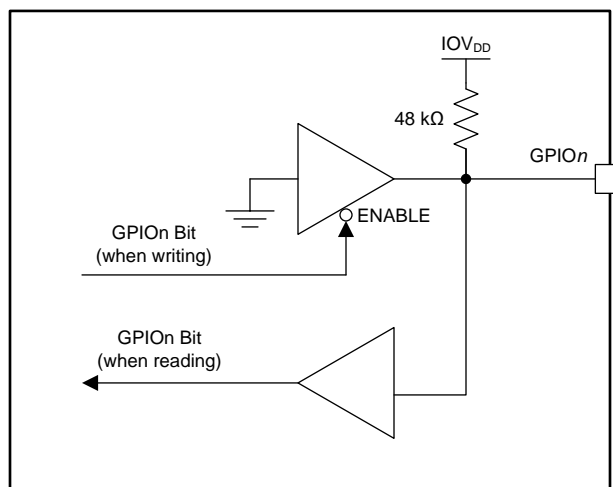 IOVDD
48 kΩ
GPIOn
ENABLE
GPIOn Bit
(when writing)
GPIOn Bit
(when reading)